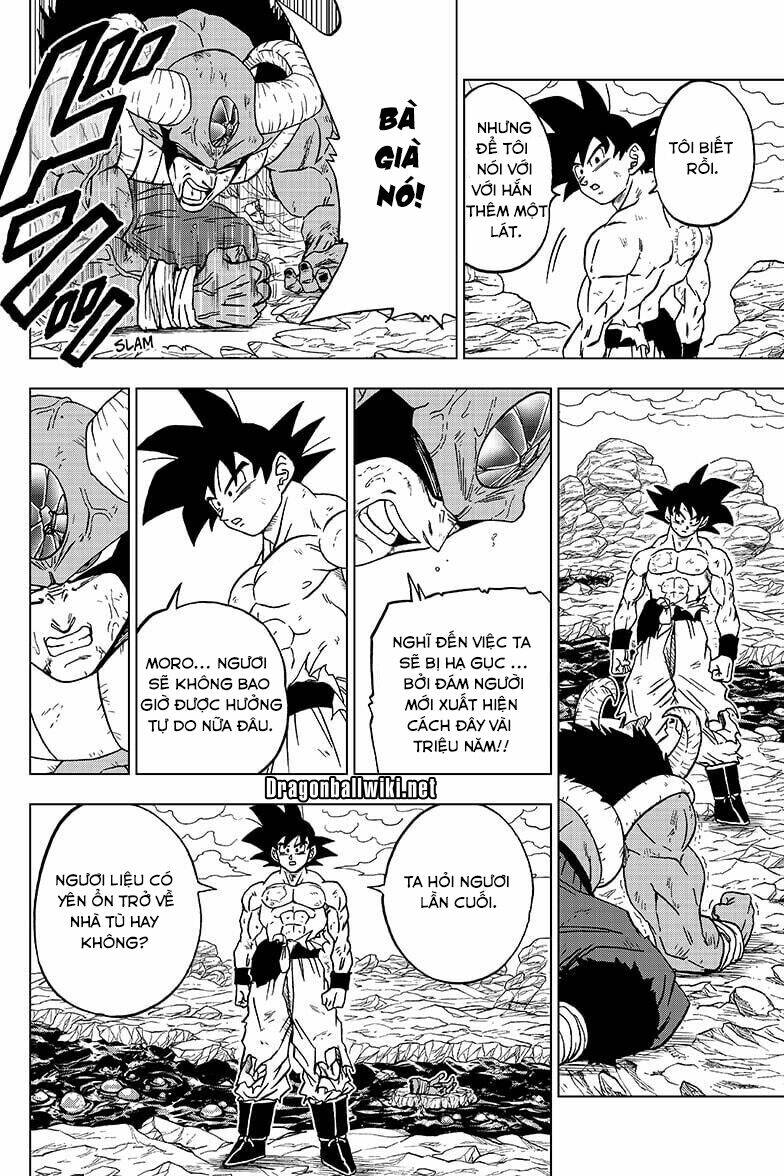 TÔI BIẾT
RỒI.
NHƯNG
ĐỂ TÔI
NÓI VỚI
VỚI HẮN
THÊM MỘT
LÁT.
BÀ
GIÀ
NÓ!
SLAM
NGHĨ ĐẾN VIỆC TA
SẼ BỊ HẠ GỤC ...
BỞI ĐÁM NGƯỜI
MỚI XUẤT HIỆN
CÁCH ĐÂY VÀI
TRIỆU NĂM!!
MORO... NGƯƠI
SẼ KHÔNG BAO
GIỜ ĐƯỢC HƯỞNG
TỰ DO NỮA ĐÂU.
Dragonballwiki.net
TA HỎI NGƯƠI
LẦN CUỐI.
NGƯƠI LIỆU CÓ
YÊN ỔN TRỞ VỀ
NHÀ TÙ HAY
KHÔNG?